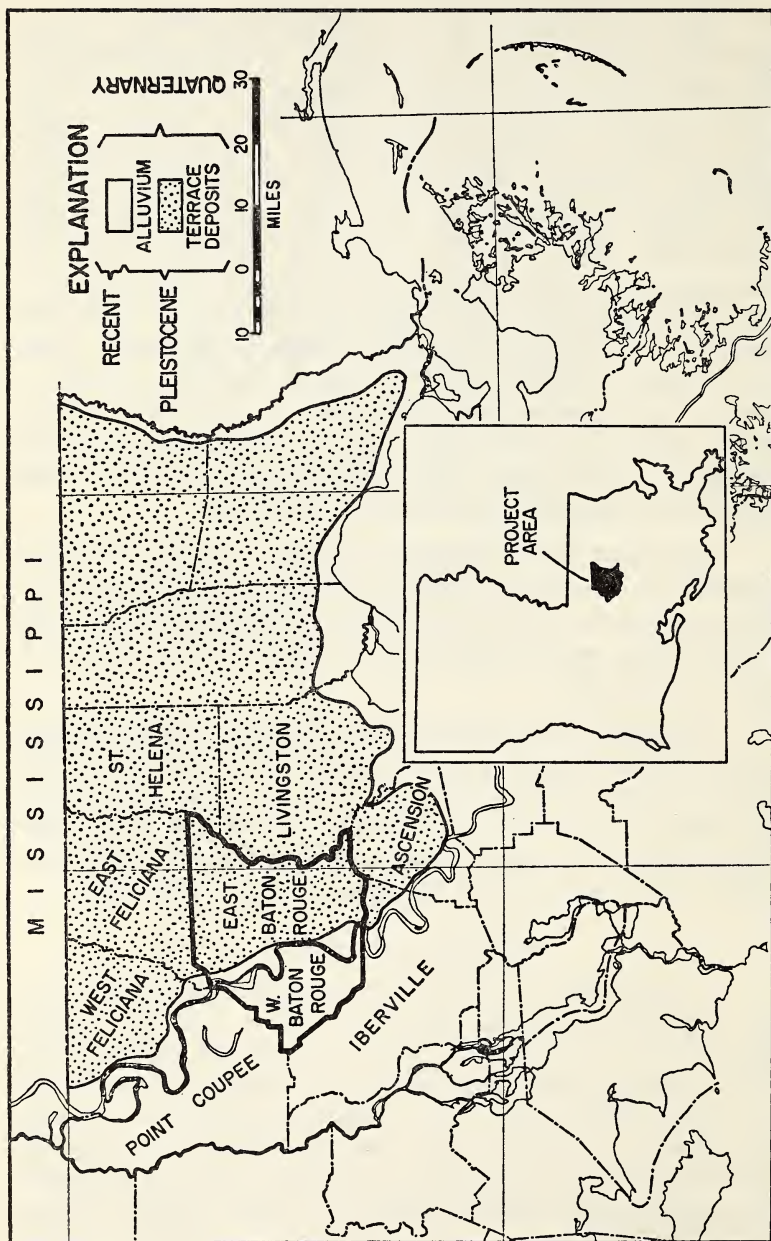 MISSISSIPPI
EXPLANATION
RECENT
ALLUVIUM
PLEISTOCENE
TERRACE
DEPOSITS
QUATERNARY
10 0 10 20 30
MILES
WEST
FELICIANA
EAST
FELICIANA
ST
HELENA
POINT COUPEE
W.
BATON
ROUGE
EAST
BATON
ROUGE
LIVINGSTON
IBERVILLE
ASCENSION
PROJECT
AREA